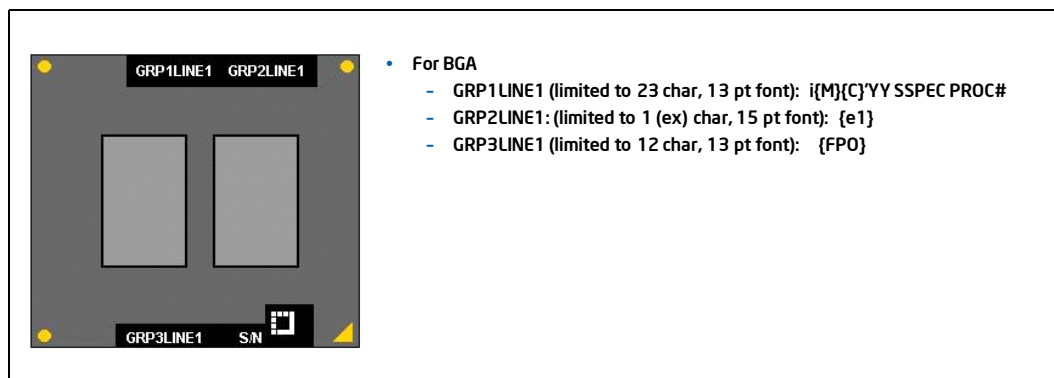 GRP1LINE1 GRP2LINE1
GRP3LINE1 S/N
• For BGA
– GRP1LINE1 (limited to 23 char, 13 pt font): i{M}{C}'YY SSPEC PROC#
– GRP2LINE1: (limited to 1 (ex) char, 15 pt font): {e1}
– GRP3LINE1 (limited to 12 char, 13 pt font): {FPO}